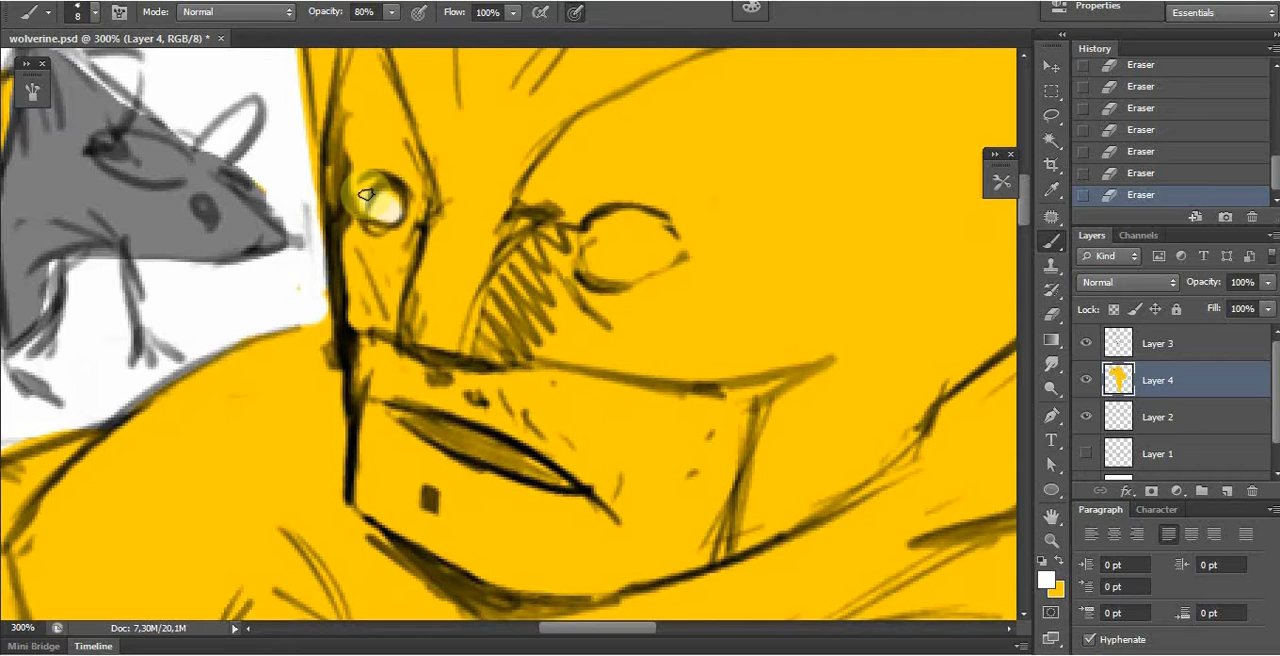 8
Mode: Normal
Opacity: 80%
Flow: 100%
Properties
Essentials
wolverine.psd @ 300% (Layer 4, RGB/8) * ×
History
Eraser
Eraser
Eraser
Eraser
Eraser
Eraser
Eraser
Layers Channels
Kind
Normal
Opacity: 100%
Lock:
Fill: 100%
Layer 3
Layer 4
Layer 2
Layer 1
fx
Paragraph Character
0 pt
0 pt
0 pt
0 pt
0 pt
Hyphenate
300%
Doc: 7,30M/20,1M
Mini Bridge Timeline